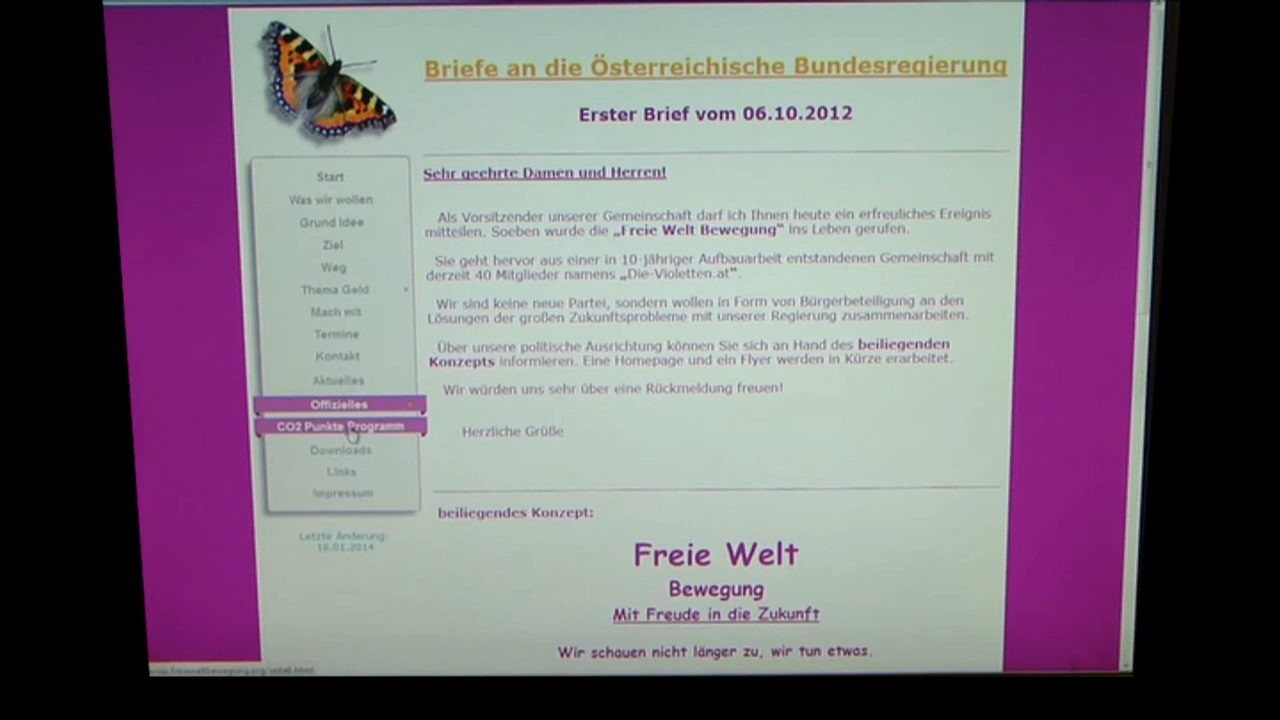 Briefe an die Österreichische Bundesregierung
Erster Brief vom 06.10.2012
Start
Was wir wollen
Grund Idee
Ziel
Weg
Thema Geld
Mach mit
Termine
Kontakt
Aktuelles
Offizielles
CO2 Punkte Programm
Downloads
Links
Impressum
Letzte Änderung:
18.01.2014
Sehr geehrte Damen und Herren!
Als Vorsitzender unserer Gemeinschaft darf ich Ihnen heute ein erfreuliches Ereignis
mitteilen. Soeben wurde die „Freie Welt Bewegung" ins Leben gerufen.
Sie geht hervor aus einer in 10-jähriger Aufbauarbeit entstandenen Gemeinschaft mit
derzeit 40 Mitglieder namens „Die-Violetten.at".
Wir sind keine neue Partei, sondern wollen in Form von Bürgerbeteiligung an den
Lösungen der großen Zukunftsprobleme mit unserer Regierung zusammenarbeiten.
Über unsere politische Ausrichtung können Sie sich an Hand des beiliegenden
Konzepts informieren. Eine Homepage und ein Flyer werden in Kürze erarbeitet.
Wir würden uns sehr über eine Rückmeldung freuen!
Herzliche Grüße
beiliegendes Konzept:
Freie Welt
Bewegung
Mit Freude in die Zukunft
Wir schauen nicht länger zu, wir tun etwas.